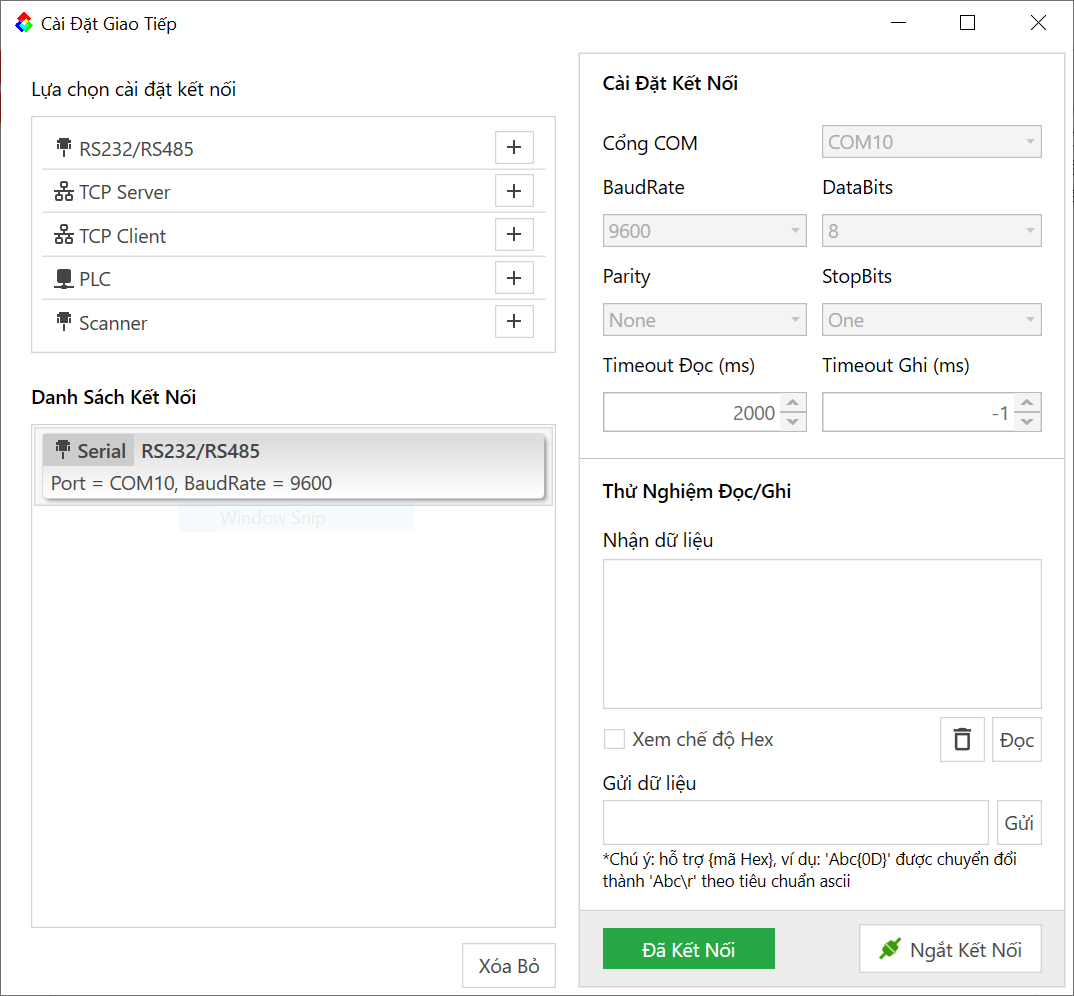 Cài Đặt Giao Tiếp
Lựa chọn cài đặt kết nối
RS232/RS485
TCP Server
TCP Client
PLC
Scanner
Danh Sách Kết Nối
Serial RS232/RS485
Port = COM10, BaudRate = 9600
Window Snip
Xóa Bỏ
Cài Đặt Kết Nối
Cổng COM COM10
BaudRate DataBits
9600 8
Parity StopBits
None One
Timeout Đọc (ms) Timeout Ghi (ms)
2000 -1
Thử Nghiệm Đọc/Ghi
Nhận dữ liệu
Xem chế độ Hex Đọc
Gửi dữ liệu
Gửi
*Chú ý: hỗ trợ {mã Hex}, ví dụ: 'Abc{0D}' được chuyển đổi
thành 'Abc\r' theo tiêu chuẩn ascii
Đã Kết Nối Ngắt Kết Nối